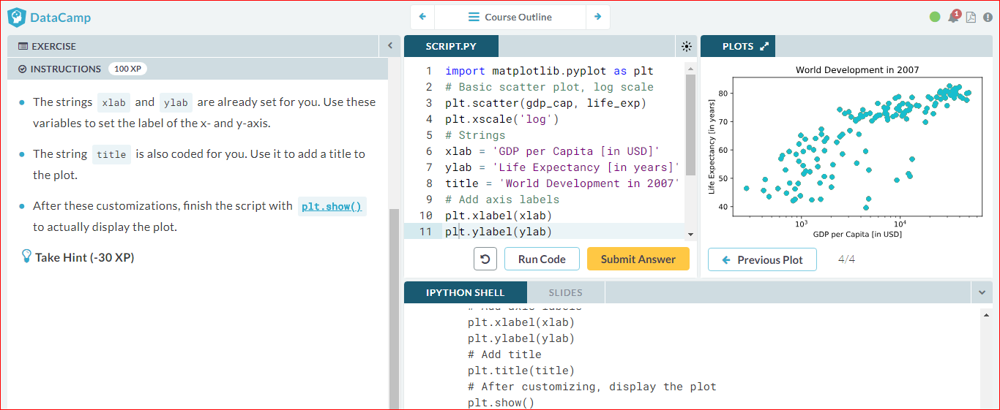 DataCamp
Course Outline
1
EXERCISE
INSTRUCTIONS 100 XP
The strings xlab and ylab are already set for you. Use these
variables to set the label of the x- and y-axis.
The string title is also coded for you. Use it to add a title to
the plot.
After these customizations, finish the script with plt.show()
to actually display the plot.
Take Hint (-30 XP)
SCRIPT.PY
1 import matplotlib.pyplot as plt
2 # Basic scatter plot, log scale
3 plt.scatter(gdp_cap, life_exp)
4 plt.xscale('log')
5 # Strings
6 xlab = 'GDP per Capita [in USD]'
7 ylab = 'Life Expectancy [in years]'
8 title = 'World Development in 2007'
9 # Add axis labels
10 plt.xlabel(xlab)
11 plt.ylabel(ylab)
Run Code
Submit Answer
PLOTS
World Development in 2007
Life Expectancy [in years]
80
70
60
50
40
10³ 10⁴
GDP per Capita [in USD]
Previous Plot 4/4
IPYTHON SHELL SLIDES
# Add axis labels
plt.xlabel(xlab)
plt.ylabel(ylab)
# Add title
plt.title(title)
# After customizing, display the plot
plt.show()